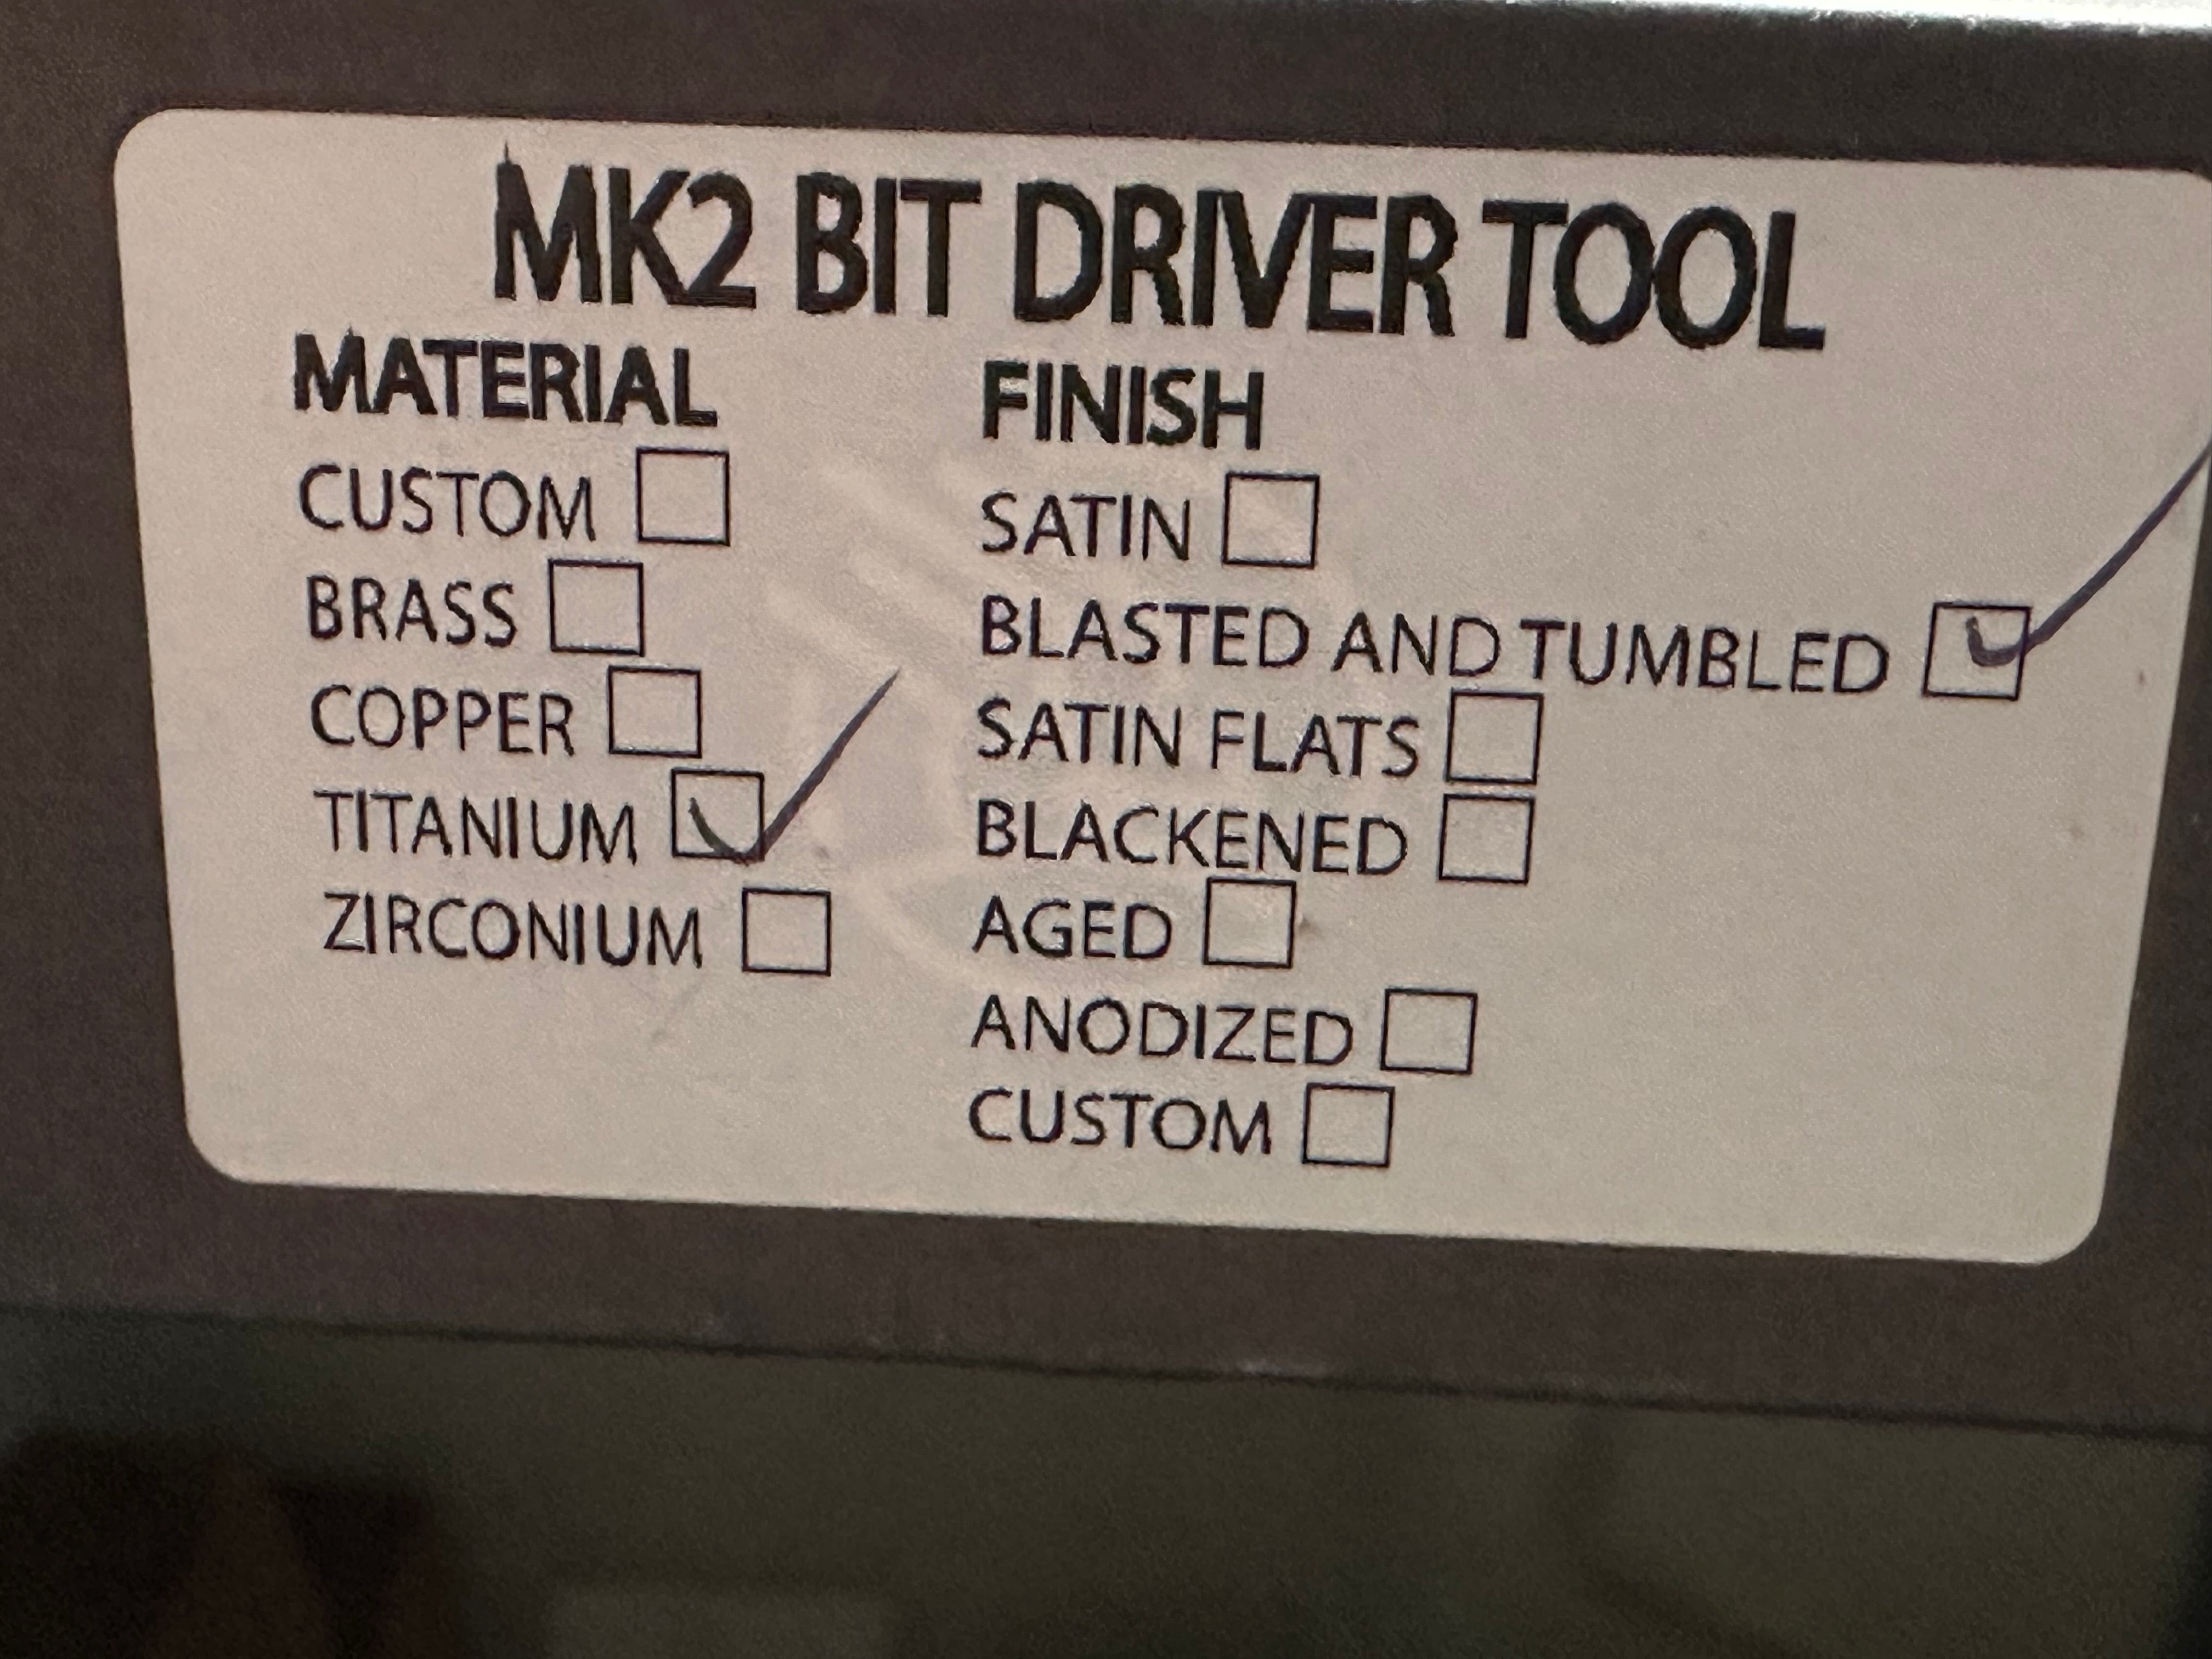 MK2 BIT DRIVER TOOL
MATERIAL
CUSTOM
BRASS
COPPER
TITANIUM
ZIRCONIUM
FINISH
SATIN
BLASTED AND TUMBLED
SATIN FLATS
BLACKENED
AGED
ANODIZED
CUSTOM